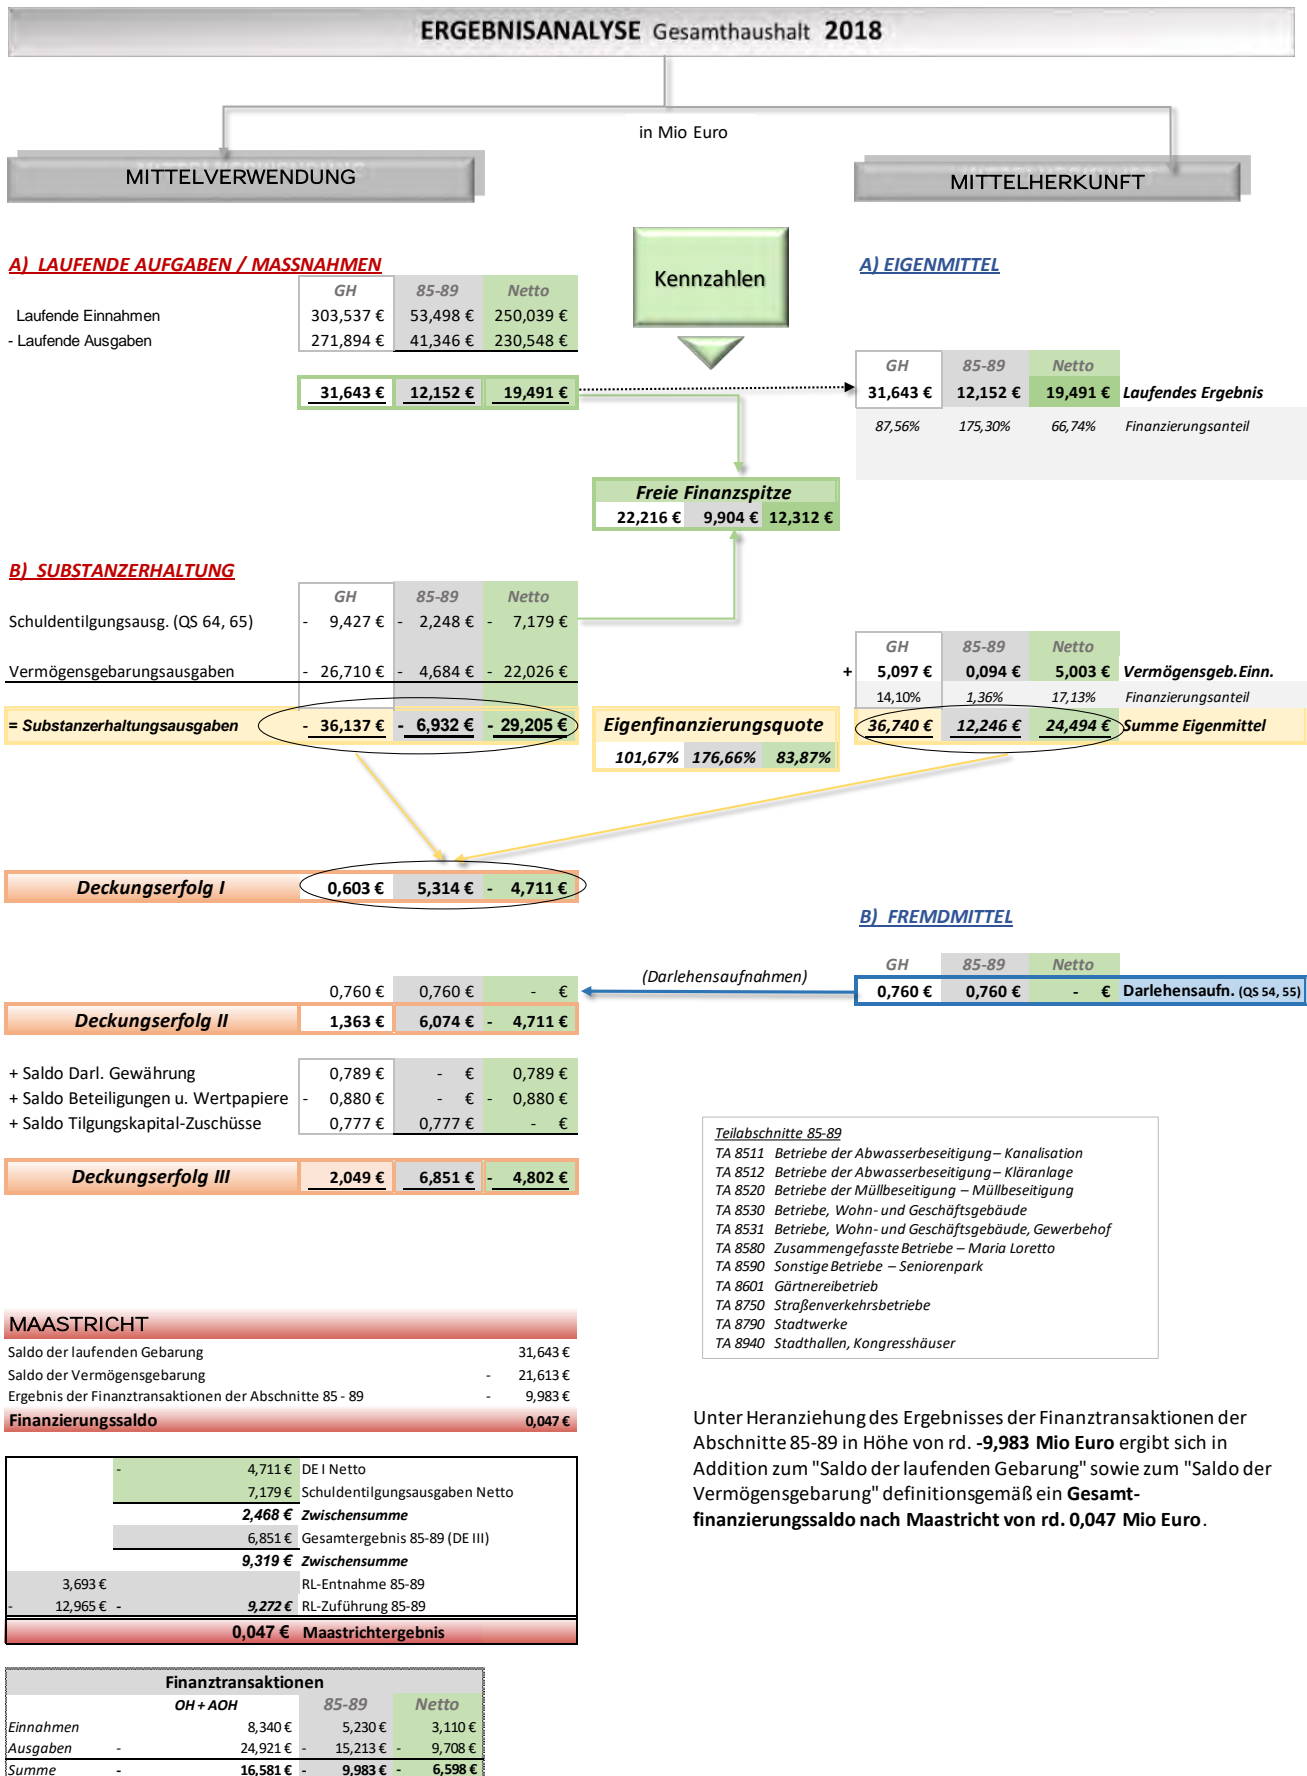 ERGEBNISANALYSE Gesamthaushalt 2018
in Mio Euro
MITTELVERWENDUNG
MITTELHERKUNFT
Kennzahlen
A) LAUFENDE AUFGABEN / MASSNAHMEN
GH 85-89 Netto
Laufende Einnahmen 303,537 € 53,498 € 250,039 €
- Laufende Ausgaben 271,894 € 41,346 € 230,548 €
31,643 € 12,152 € 19,491 €
A) EIGENMITTEL
GH 85-89 Netto
31,643 € 12,152 € 19,491 € Laufendes Ergebnis
87,56% 175,30% 66,74% Finanzierungsanteil
Freie Finanzspitze
22,216 € 9,904 € 12,312 €
B) SUBSTANZERHALTUNG
GH 85-89 Netto
Schuldentilgungsausg. (QS 64, 65) - 9,427 € - 2,248 € - 7,179 €
Vermögensgebarungsausgaben - 26,710 € - 4,684 € - 22,026 €
= Substanzerhaltungsausgaben - 36,137 € - 6,932 € - 29,205 €
GH 85-89 Netto
+ 5,097 € 0,094 € 5,003 € Vermögensgeb.Einn.
14,10% 1,36% 17,13% Finanzierungsanteil
36,740 € 12,246 € 24,494 € Summe Eigenmittel
Eigenfinanzierungsquote
101,67% 176,66% 83,87%
Deckungserfolg I 0,603 € 5,314 € - 4,711 €
B) FREMDMITTEL
GH 85-89 Netto
0,760 € 0,760 € - € Darlehensaufn. (QS 54, 55)
(Darlehensaufnahmen)
0,760 € 0,760 € - €
Deckungserfolg II 1,363 € 6,074 € - 4,711 €
+ Saldo Darl. Gewährung 0,789 € - € 0,789 €
+ Saldo Beteiligungen u. Wertpapiere - 0,880 € - € - 0,880 €
+ Saldo Tilgungskapital-Zuschüsse 0,777 € 0,777 € - €
Deckungserfolg III 2,049 € 6,851 € - 4,802 €
Teilabschnitte 85-89
TA 8511 Betriebe der Abwasserbeseitigung – Kanalisation
TA 8512 Betriebe der Abwasserbeseitigung – Kläranlage
TA 8520 Betriebe der Müllbeseitigung – Müllbeseitigung
TA 8530 Betriebe, Wohn- und Geschäftsgebäude
TA 8531 Betriebe, Wohn- und Geschäftsgebäude, Gewerbehof
TA 8580 Zusammengefasste Betriebe – Maria Loretto
TA 8590 Sonstige Betriebe – Seniorenpark
TA 8601 Gärtnereibetrieb
TA 8750 Straßenverkehrsbetriebe
TA 8790 Stadtwerke
TA 8940 Stadthallen, Kongresshäuser
MAASTRICHT
Saldo der laufenden Gebarung 31,643 €
Saldo der Vermögensgebarung - 21,613 €
Ergebnis der Finanztransaktionen der Abschnitte 85 - 89 - 9,983 €
Finanzierungssaldo 0,047 €
Unter Heranziehung des Ergebnisses der Finanztransaktionen der
Abschnitte 85-89 in Höhe von rd. -9,983 Mio Euro ergibt sich in
Addition zum "Saldo der laufenden Gebarung" sowie zum "Saldo der
Vermögensgebarung" definitionsgemäß ein Gesamt-
finanzierungssaldo nach Maastricht von rd. 0,047 Mio Euro.
- 4,711 € DE I Netto
7,179 € Schuldentilgungsausgaben Netto
2,468 € Zwischensumme
6,851 € Gesamtergebnis 85-89 (DE III)
9,319 € Zwischensumme
3,693 € RL-Entnahme 85-89
- 12,965 € - 9,272 € RL-Zuführung 85-89
0,047 € Maastrichtergebnis
Finanztransaktionen
OH + AOH 85-89 Netto
Einnahmen 8,340 € 5,230 € 3,110 €
Ausgaben - 24,921 € - 15,213 € - 9,708 €
Summe - 16,581 € - 9,983 € - 6,598 €